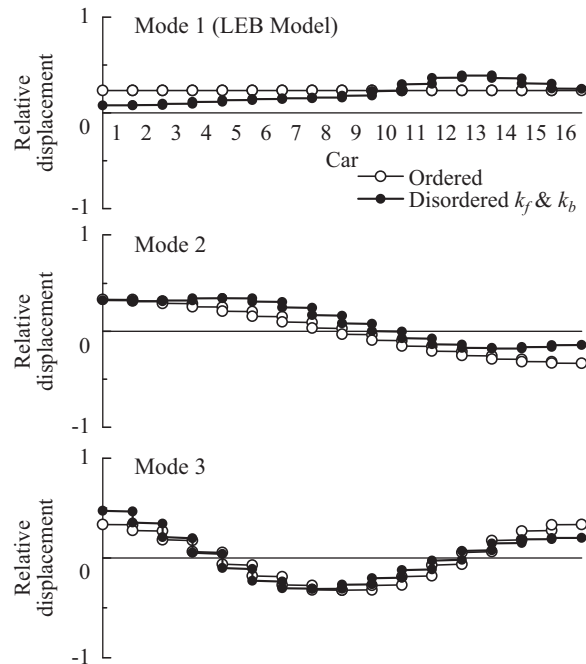 1
Mode 1 (LEB Model)
Relative
displacement
0
1 2 3 4 5 6 7 8 9 10 11 12 13 14 15 16
Car
Ordered
Disordered k_f & k_b
-1
1
Mode 2
Relative
displacement
0
-1
1
Mode 3
Relative
displacement
0
-1